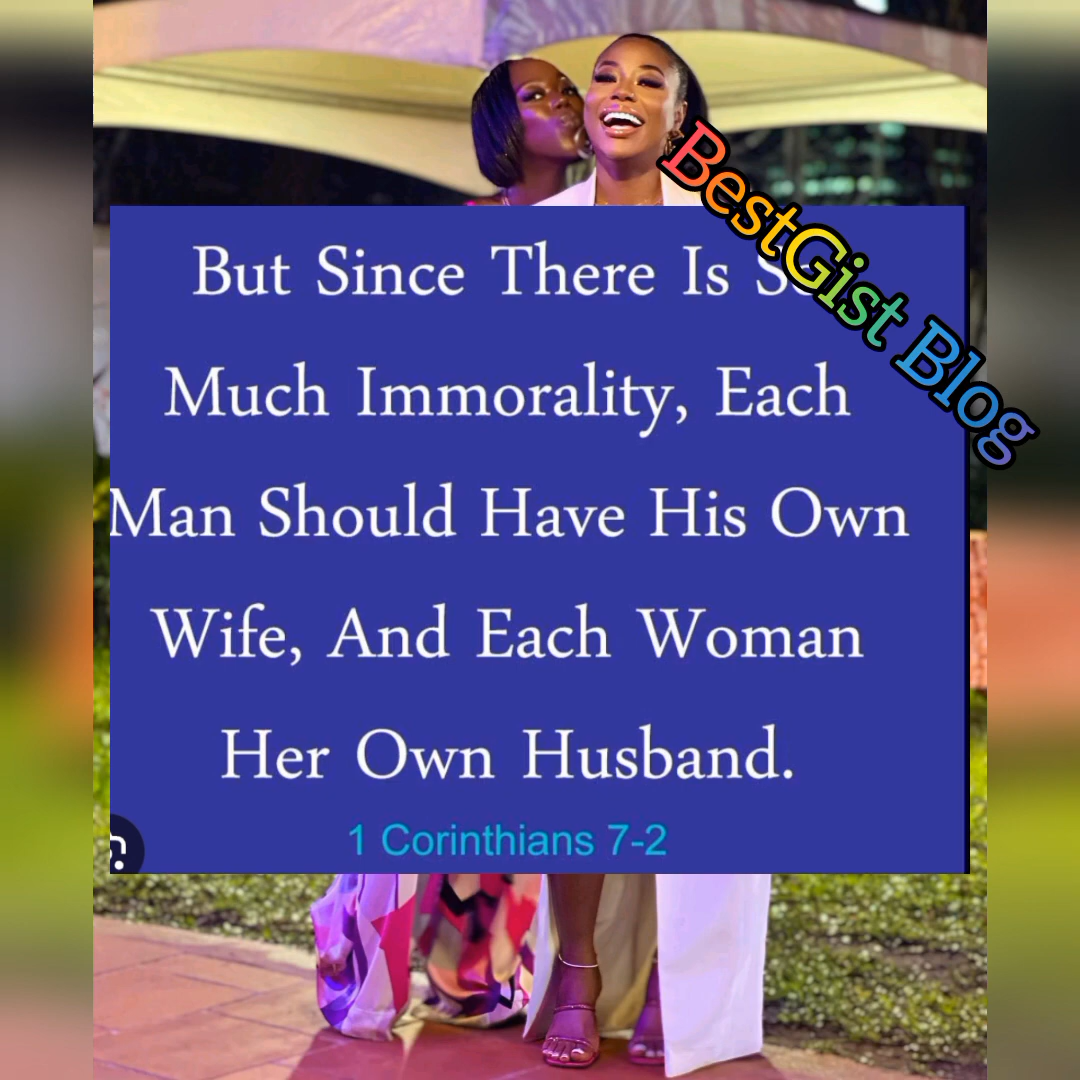 BestGist Blog
But Since There Is
Much Immorality, Each
Man Should Have His Own
Wife, And Each Woman
Her Own Husband.
1 Corinthians 7-2